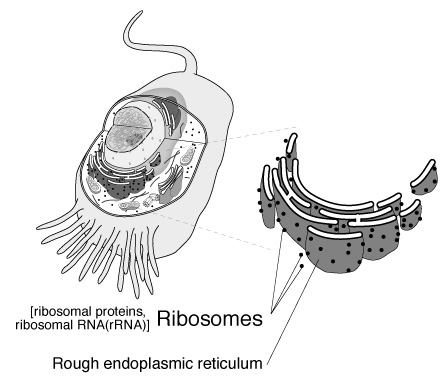 [ribosomal proteins,
ribosomal RNA(rRNA)] Ribosomes
Rough endoplasmic reticulum